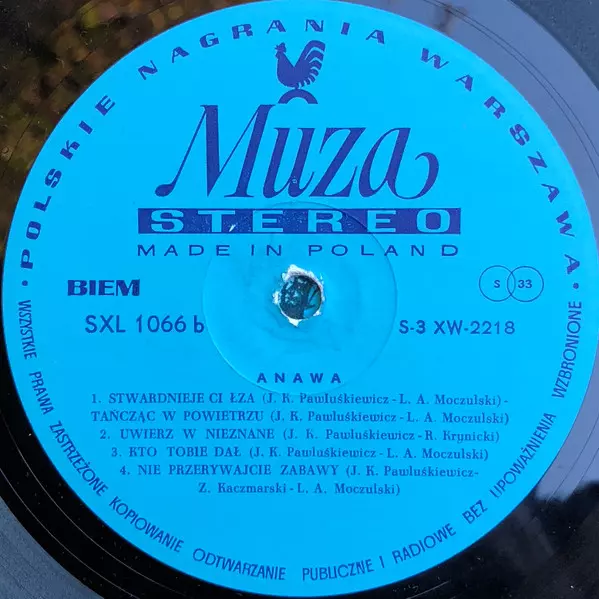 · POLSKIE NAGRANIA WARSZAWA ·
Muza
STEREO
MADE IN POLAND
BIEM
S 33
SXL 1066 b
S-3 XW-2218
ANAWA
1. STWARDNIEJE CI ŁZA (J. K. Pawluśkiewicz - L. A. Moczulski) -
TAŃCZĄC W POWIETRZU (J. K. Pawluśkiewicz - L. A. Moczulski)
2. UWIERZ W NIEZNANE (J. K. Pawluśkiewicz - R. Krynicki)
3. KTO TOBIE DAŁ (J. K. Pawluśkiewicz - L. A. Moczulski)
4. NIE PRZERYWAJCIE ZABAWY (J. K. Pawluśkiewicz-
Z. Kaczmarski - L. A. Moczulski)
WSZYSTKIE PRAWA ZASTRZEŻONE KOPIOWANIE ODTWARZANIE PUBLICZNE I RADIOWE BEZ UPOWAŻNIENIA WZBRONIONE